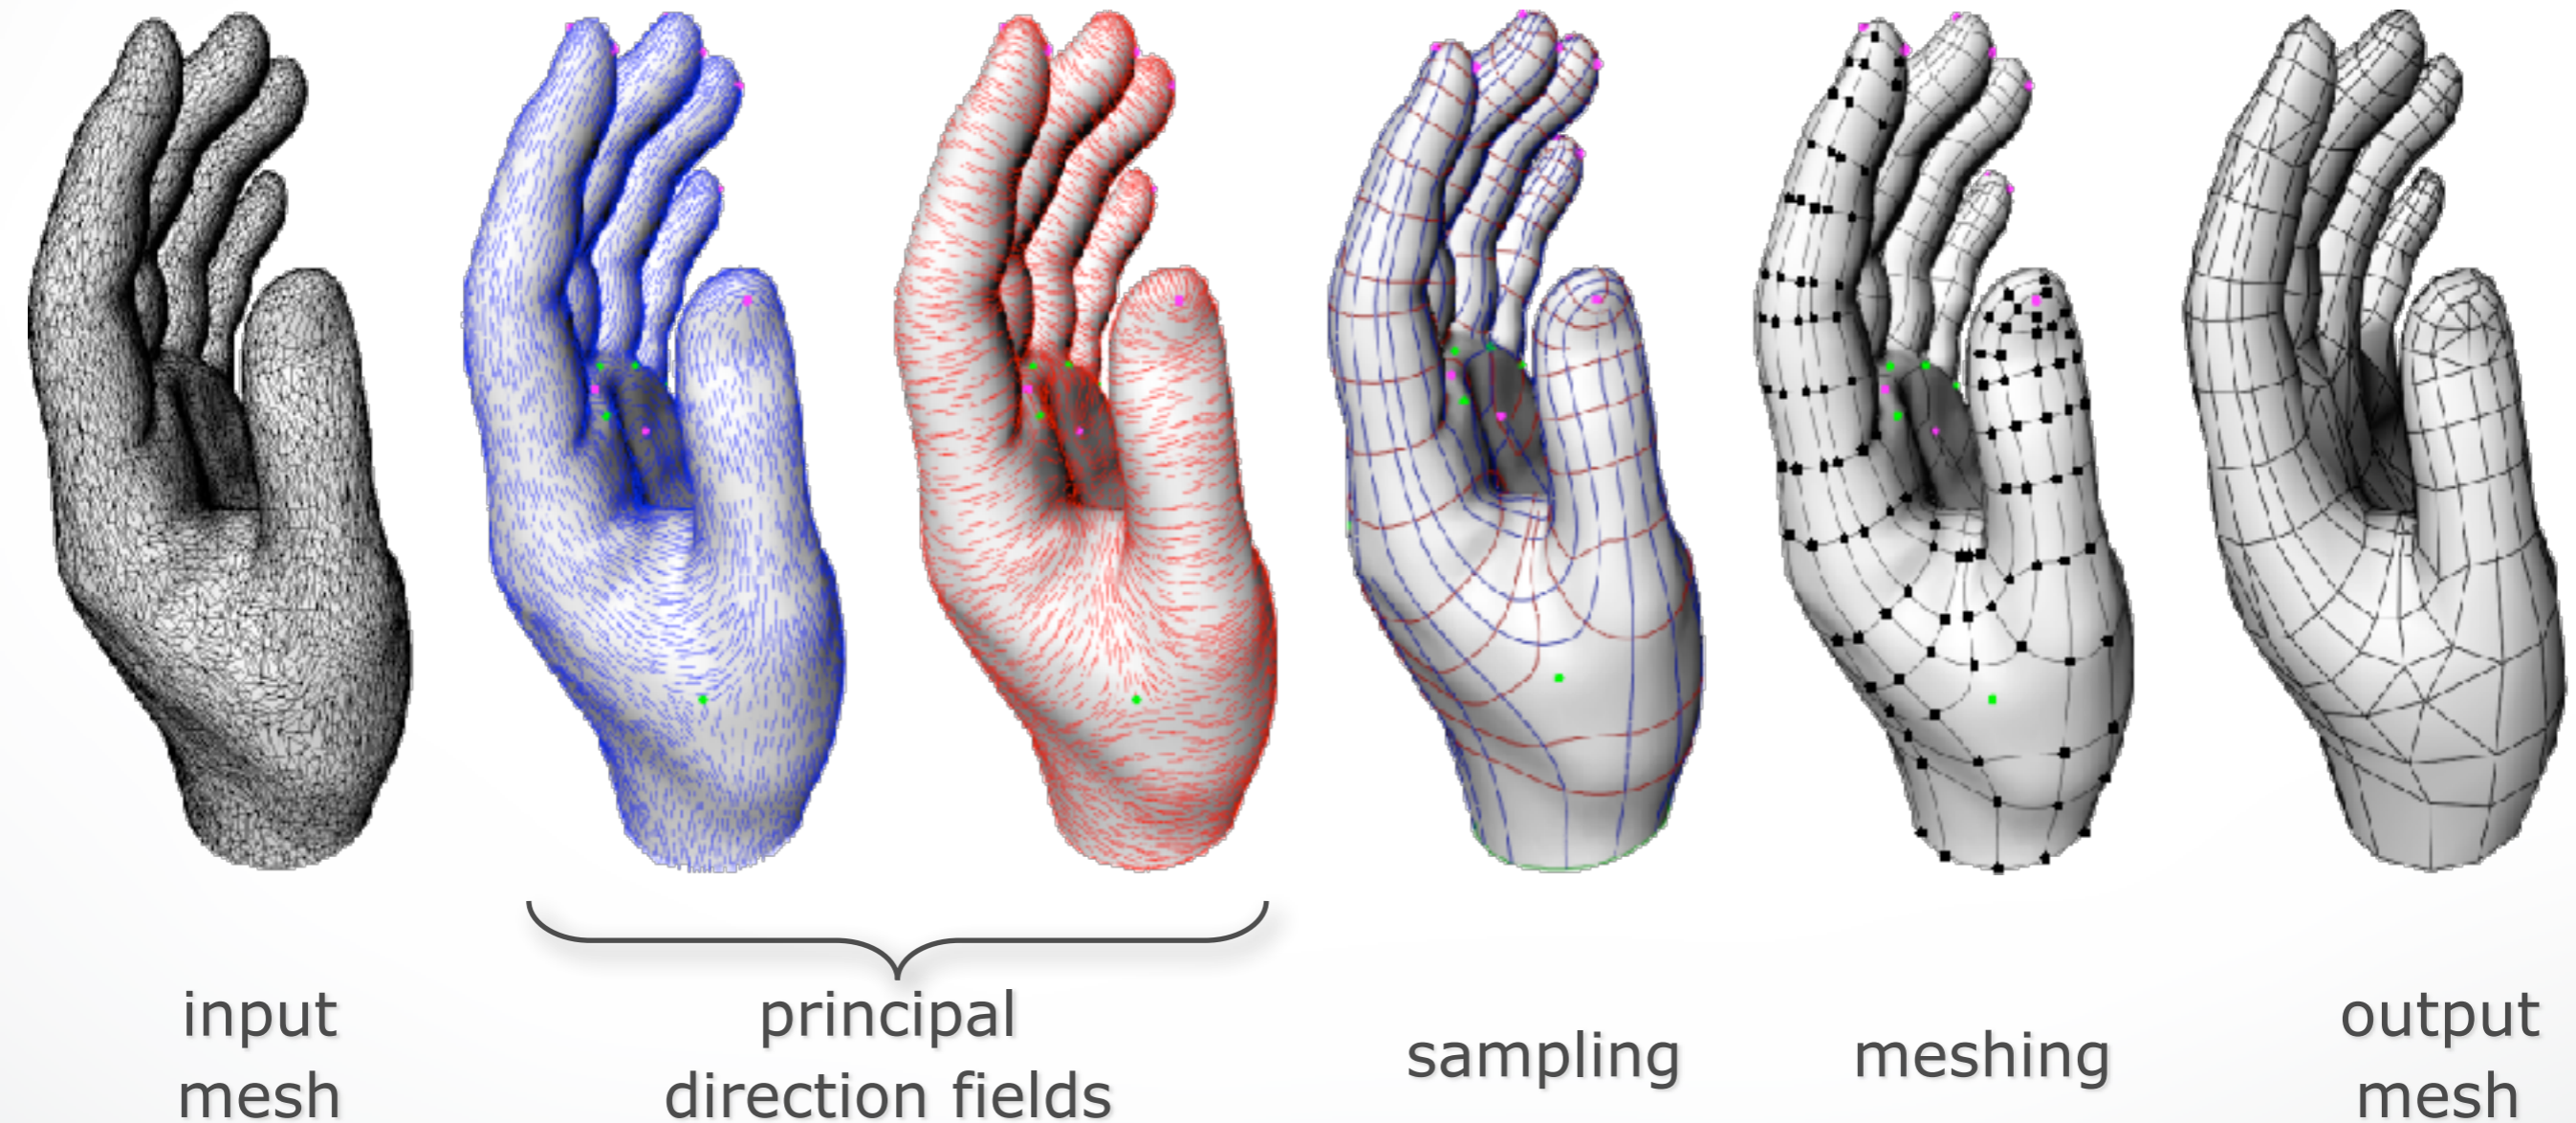 input
mesh
principal
direction fields
sampling
meshing
output
mesh